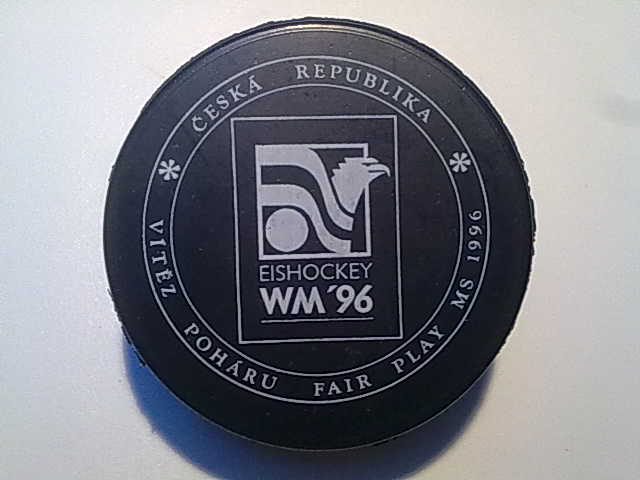 ČESKÁ REPUBLIKA
EISHOCKEY
WM ´96
VÍTĚZ POHÁRU FAIR PLAY MS 1996